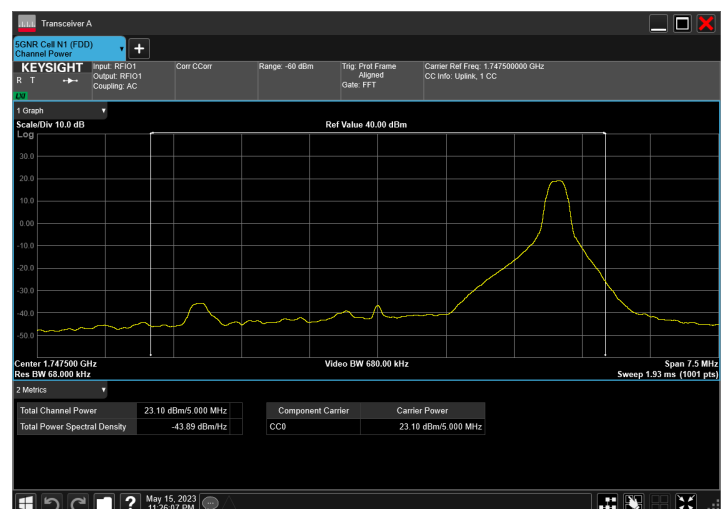 Transceiver A
5GNR Cell N1 (FDD)
Channel Power
KEYSIGHT
R T
LXI
Input: RFIO1
Output: RFIO1
Coupling: AC
Corr CCorr
Range: -60 dBm
Trig: Prot Frame
Aligned
Gate: FFT
Carrier Ref Freq: 1.747500000 GHz
CC Info: Uplink, 1 CC
1 Graph
Scale/Div 10.0 dB
Ref Value 40.00 dBm
Log
30.0
20.0
10.0
0.00
-10.0
-20.0
-30.0
-40.0
-50.0
Center 1.747500 GHz
Video BW 680.00 kHz
Span 7.5 MHz
Res BW 68.000 kHz
Sweep 1.93 ms (1001 pts)
2 Metrics
Total Channel Power 23.10 dBm/5.000 MHz
Total Power Spectral Density -43.89 dBm/Hz
Component Carrier Carrier Power
CC0 23.10 dBm/5.000 MHz
?
May 15, 2023
11:26:07 PM